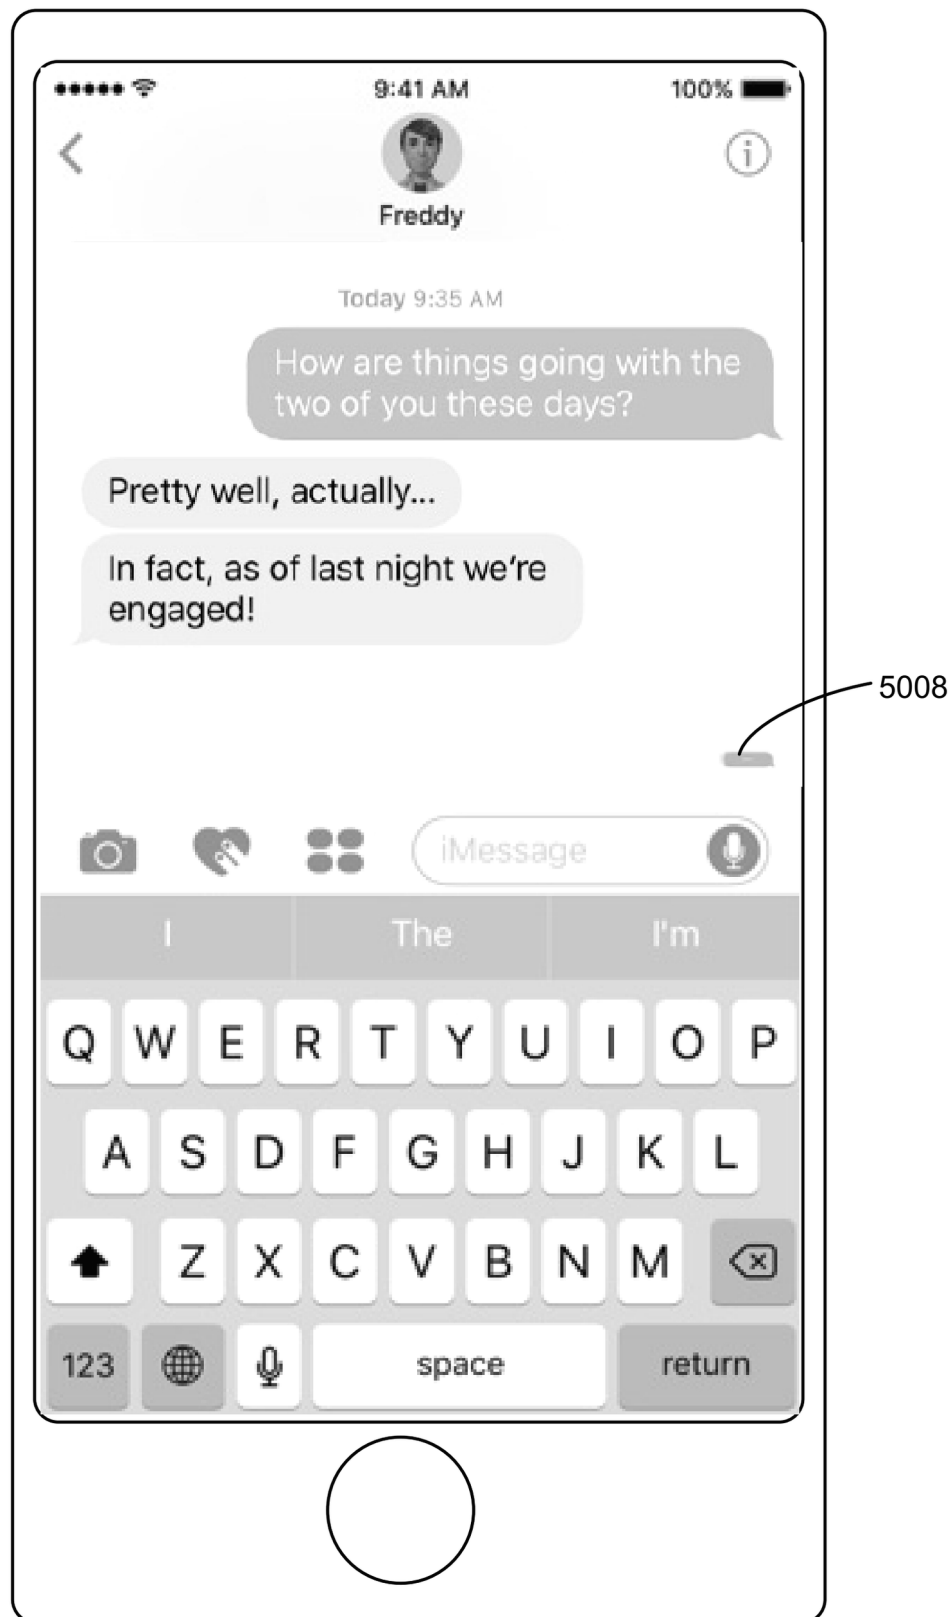 9:41 AM 100%
Freddy
Today 9:35 AM
How are things going with the
two of you these days?
Pretty well, actually...
In fact, as of last night we're
engaged!
5008
iMessage
I The I'm
Q W E R T Y U I O P
A S D F G H J K L
Z X C V B N M
123 space return